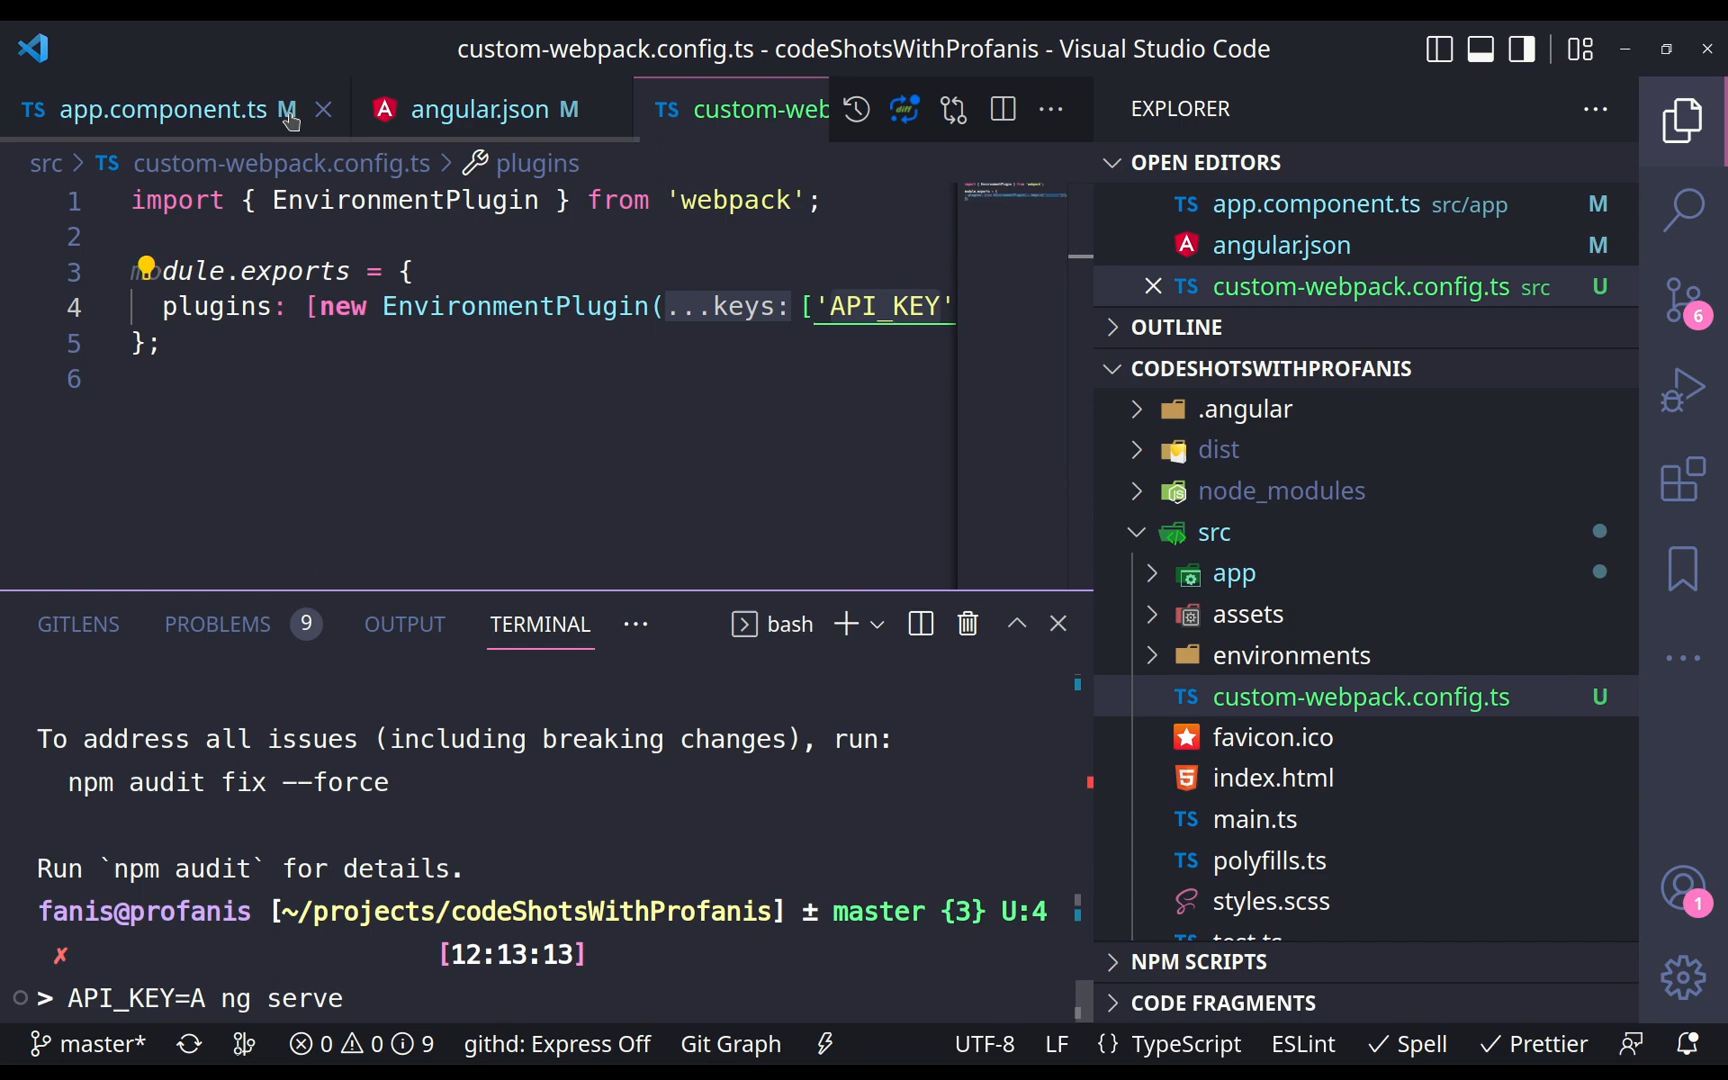 custom-webpack.config.ts - codeShotsWithProfanis - Visual Studio Code
TS app.component.ts M
angular.json M
TS custom-web
EXPLORER
src > TS custom-webpack.config.ts > plugins
1 import { EnvironmentPlugin } from 'webpack';
2
3 module.exports = {
4 plugins: [new EnvironmentPlugin(...keys: ['API_KEY'
5 };
6
OPEN EDITORS
TS app.component.ts src/app M
angular.json M
TS custom-webpack.config.ts src U
OUTLINE
CODESHOTSWITHPROFANIS
.angular
dist
node_modules
src
app
assets
environments
TS custom-webpack.config.ts U
favicon.ico
index.html
TS main.ts
TS polyfills.ts
styles.scss
TS test.ts
NPM SCRIPTS
CODE FRAGMENTS
6
1
GITLENS PROBLEMS 9 OUTPUT TERMINAL bash
To address all issues (including breaking changes), run:
npm audit fix --force
Run `npm audit` for details.
fanis@profanis [~/projects/codeShotsWithProfanis] ± master {3} U:4
✗ [12:13:13]
> API_KEY=A ng serve
master* 0 0 9 githd: Express Off Git Graph UTF-8 LF {} TypeScript ESLint ✓ Spell ✓ Prettier